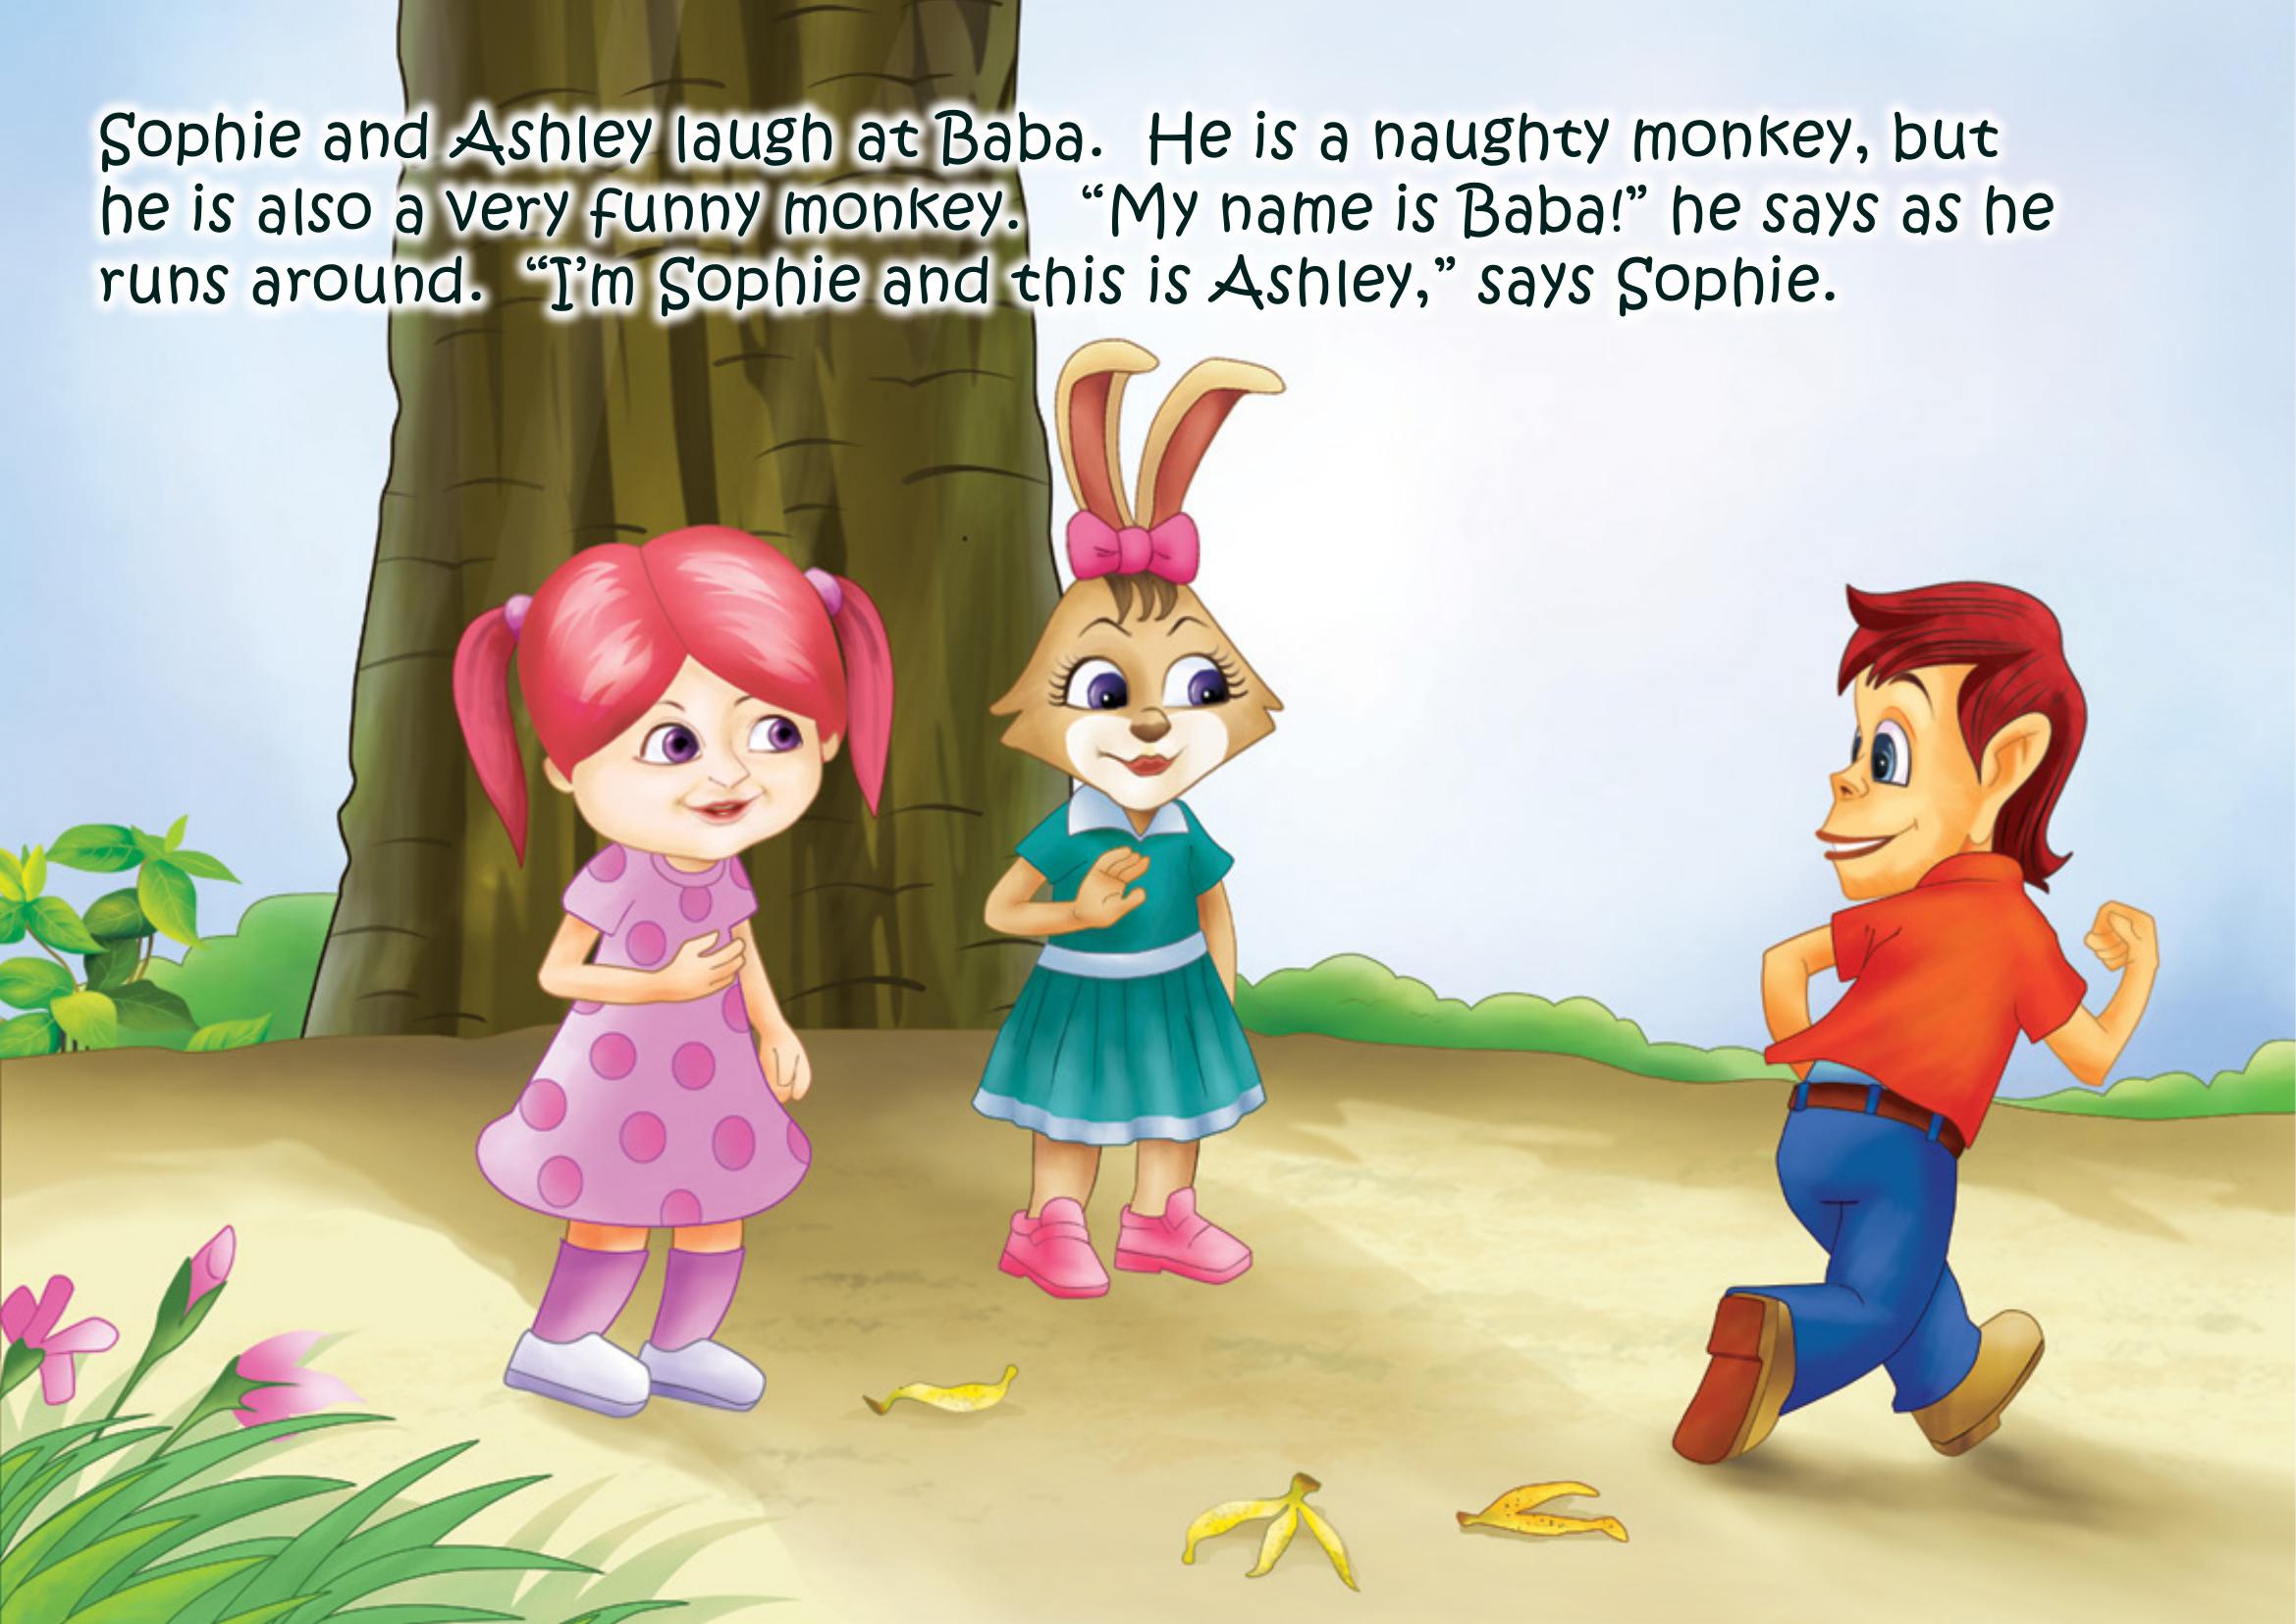 Sophie and Ashley laugh at Baba. He is a naughty monkey, but
he is also a very funny monkey. “My name is Baba!” he says as he
runs around. “I’m Sophie and this is Ashley,” says Sophie.